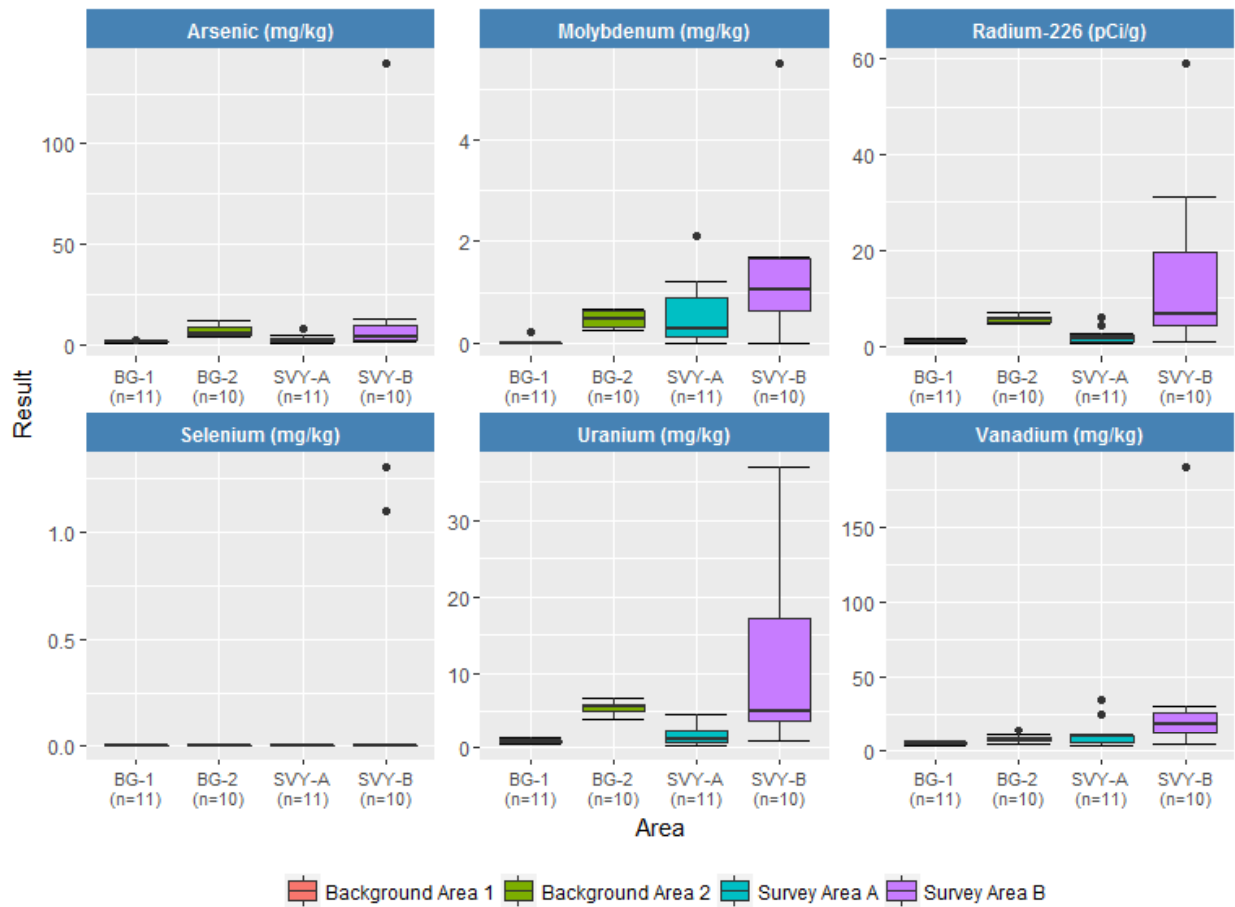 Arsenic (mg/kg)
Molybdenum (mg/kg)
Radium-226 (pCi/g)
100
50
0
4
2
0
60
40
20
0
BG-1 BG-2 SVY-A SVY-B
(n=11) (n=10) (n=11) (n=10)
BG-1 BG-2 SVY-A SVY-B
(n=11) (n=10) (n=11) (n=10)
BG-1 BG-2 SVY-A SVY-B
(n=11) (n=10) (n=11) (n=10)
Result
Selenium (mg/kg)
Uranium (mg/kg)
Vanadium (mg/kg)
1.0
0.5
0.0
30
20
10
0
150
100
50
0
BG-1 BG-2 SVY-A SVY-B
(n=11) (n=10) (n=11) (n=10)
BG-1 BG-2 SVY-A SVY-B
(n=11) (n=10) (n=11) (n=10)
BG-1 BG-2 SVY-A SVY-B
(n=11) (n=10) (n=11) (n=10)
Area
Background Area 1 Background Area 2 Survey Area A Survey Area B